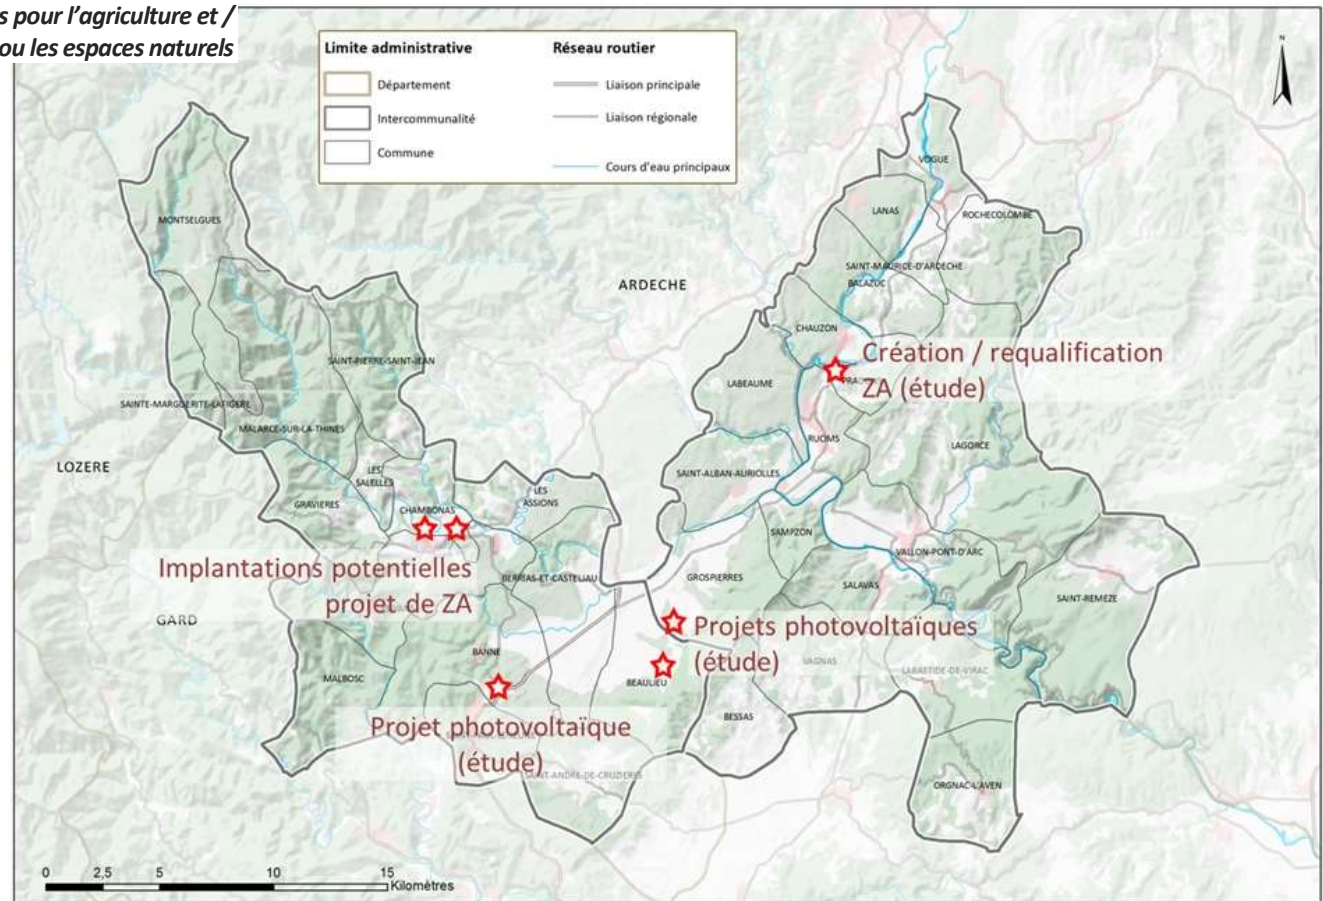 s pour l'agriculture et /
ou les espaces naturels
Limite administrative
Département
Intercommunalité
Commune
Réseau routier
Liaison principale
Liaison régionale
Cours d'eau principaux
N
VOGUE
LANAS
ROCHECOLOMBE
MONTSELGUES
SAINT-MAURICE-D'ARDECHE
BALAZUC
ARDECHE
CHAUZON
SAINT-PIERRE-SAINT-JEAN
Création / requalification
ZA (étude)
LABEAUME
SAINTE-MARGUERITE-LAFIGERE
MALARCE-SUR-LA-THINES
RUOMS
LAGORCE
LOZERE
LES
SALELLES
SAINT-ALBAN-AURIOLLES
GRAVIERES
LES
ASSIONS
CHAMBONAS
SAMPZON
VALLON-PONT-D'ARC
Implantations potentielles
projet de ZA
BERRIAS-ET-CASTELJAU
GROSPIERRES
SALAVAS
SAINT-REMEZE
GARD
Projets photovoltaïques
(étude)
BANNE
VAGNAS
LABASTIDE-DE-VIRAC
MALBOSC
BEAULIEU
BESSAS
Projet photovoltaïque
(étude)
SAINT-ANDRE-DE-CRUZIERES
ORGNAC-L'AVEN
0 2,5 5 10 15
Kilomètres